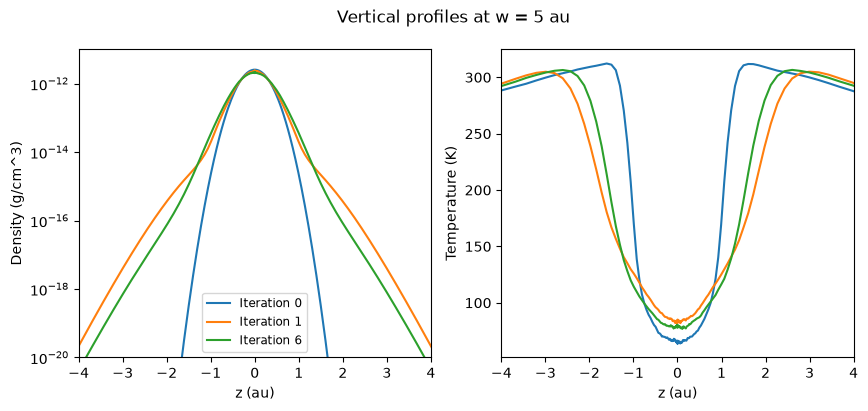 Vertical profiles at w = 5 au
Density (g/cm^3)
10⁻¹²
10⁻¹⁴
10⁻¹⁶
10⁻¹⁸
10⁻²⁰
−4 −3 −2 −1 0 1 2 3 4
z (au)
Iteration 0
Iteration 1
Iteration 6
Temperature (K)
300
250
200
150
100
−4 −3 −2 −1 0 1 2 3 4
z (au)